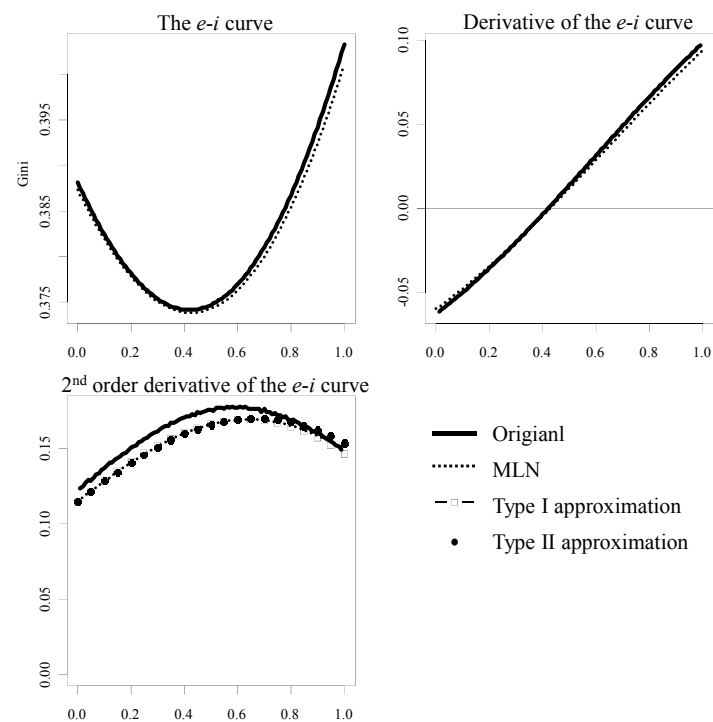 The e-i curve
Gini
0.395
0.385
0.375
0.0 0.2 0.4 0.6 0.8 1.0
Derivative of the e-i curve
0.10
0.05
0.00
-0.05
0.0 0.2 0.4 0.6 0.8 1.0
2nd order derivative of the e-i curve
0.15
0.10
0.05
0.00
0.0 0.2 0.4 0.6 0.8 1.0
Origianl
MLN
Type I approximation
Type II approximation